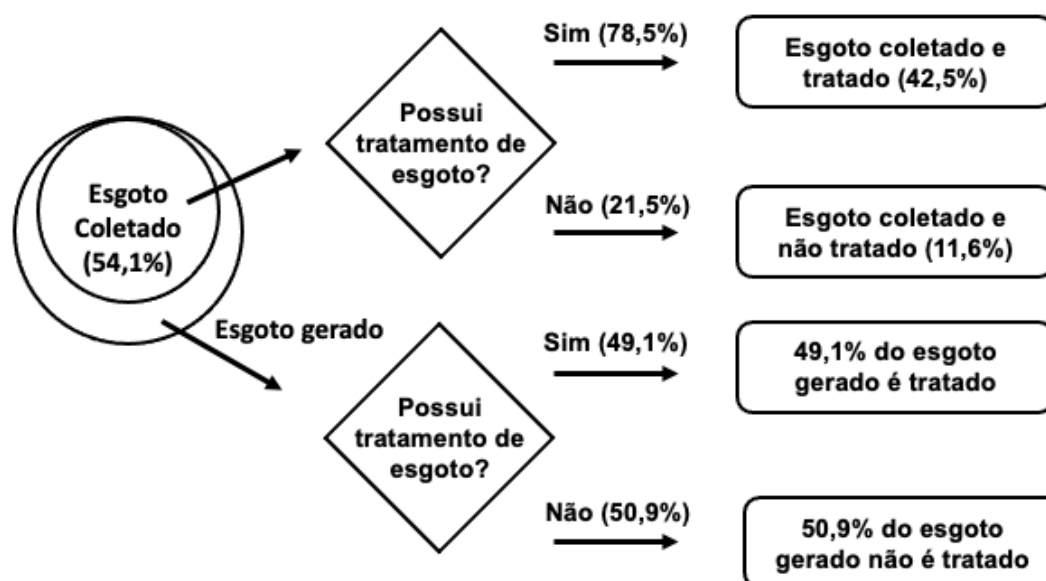 Esgoto
Coletado
(54,1%)
Esgoto gerado
Possui
tratamento de
esgoto?
Sim (78,5%)
Esgoto coletado e
tratado (42,5%)
Não (21,5%)
Esgoto coletado e
não tratado (11,6%)
Possui
tratamento de
esgoto?
Sim (49,1%)
49,1% do esgoto
gerado é tratado
Não (50,9%)
50,9% do esgoto
gerado não é tratado